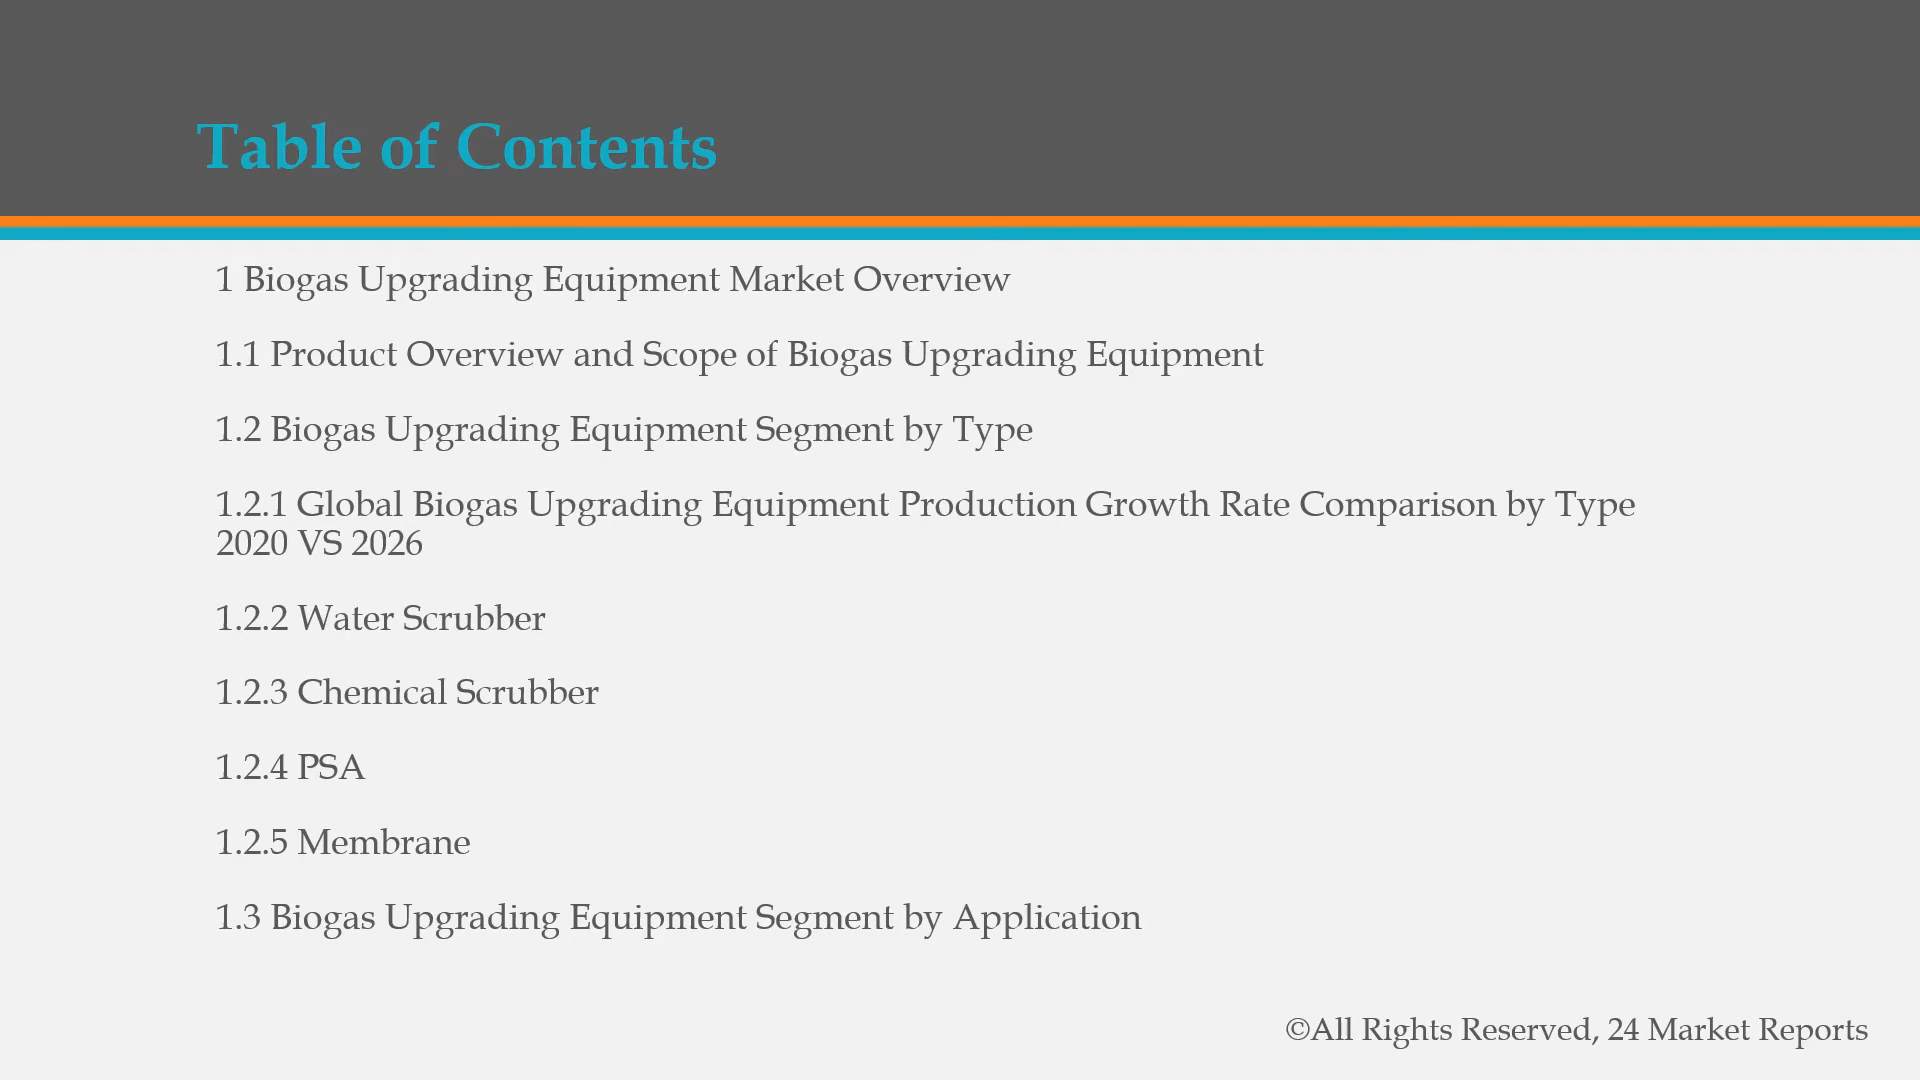 Table of Contents
1 Biogas Upgrading Equipment Market Overview
1.1 Product Overview and Scope of Biogas Upgrading Equipment
1.2 Biogas Upgrading Equipment Segment by Type
1.2.1 Global Biogas Upgrading Equipment Production Growth Rate Comparison by Type
2020 VS 2026
1.2.2 Water Scrubber
1.2.3 Chemical Scrubber
1.2.4 PSA
1.2.5 Membrane
1.3 Biogas Upgrading Equipment Segment by Application
©All Rights Reserved, 24 Market Reports